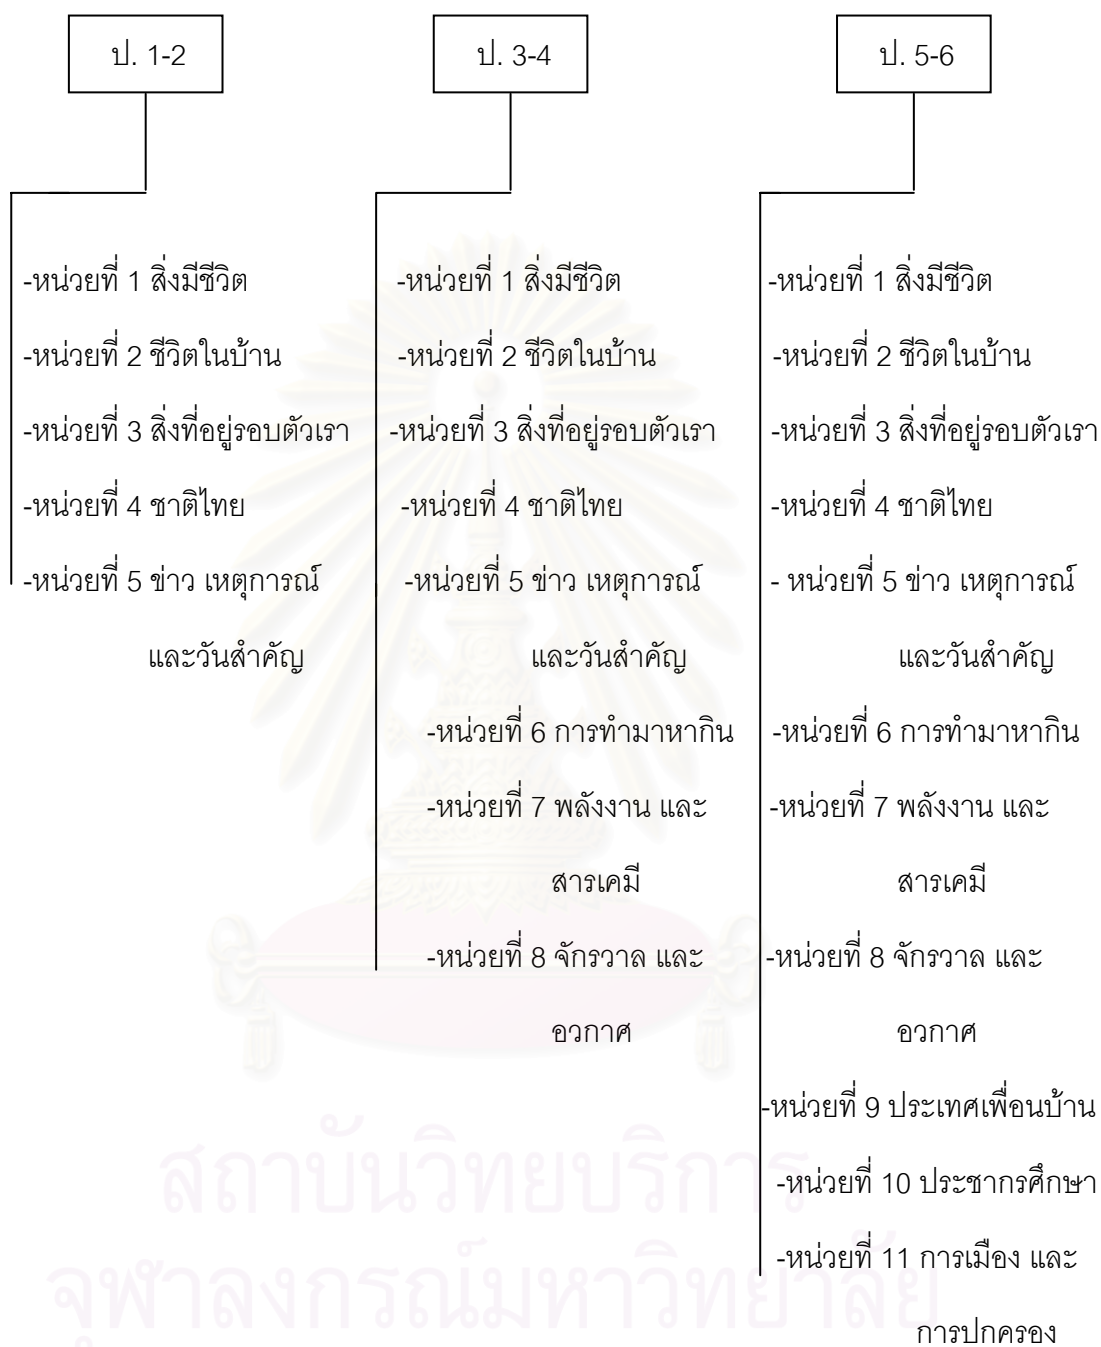 ป. 1-2
-หน่วยที่ 1 สิ่งมีชีวิต
-หน่วยที่ 2 ชีวิตในบ้าน
-หน่วยที่ 3 สิ่งที่อยู่รอบตัวเรา
-หน่วยที่ 4 ชาติไทย
-หน่วยที่ 5 ข่าว เหตุการณ์
และวันสำคัญ
ป. 3-4
-หน่วยที่ 1 สิ่งมีชีวิต
-หน่วยที่ 2 ชีวิตในบ้าน
-หน่วยที่ 3 สิ่งที่อยู่รอบตัวเรา
-หน่วยที่ 4 ชาติไทย
-หน่วยที่ 5 ข่าว เหตุการณ์
และวันสำคัญ
-หน่วยที่ 6 การทำมาหากิน
-หน่วยที่ 7 พลังงาน และ
สารเคมี
-หน่วยที่ 8 จักรวาล และ
อวกาศ
ป. 5-6
-หน่วยที่ 1 สิ่งมีชีวิต
-หน่วยที่ 2 ชีวิตในบ้าน
-หน่วยที่ 3 สิ่งที่อยู่รอบตัวเรา
-หน่วยที่ 4 ชาติไทย
- หน่วยที่ 5 ข่าว เหตุการณ์
และวันสำคัญ
-หน่วยที่ 6 การทำมาหากิน
-หน่วยที่ 7 พลังงาน และ
สารเคมี
-หน่วยที่ 8 จักรวาล และ
อวกาศ
-หน่วยที่ 9 ประเทศเพื่อนบ้าน
-หน่วยที่ 10 ประชากรศึกษา
-หน่วยที่ 11 การเมือง และ
การปกครอง
สถาบันวิทยบริการ
จุฬาลงกรณ์มหาวิทยาลัย